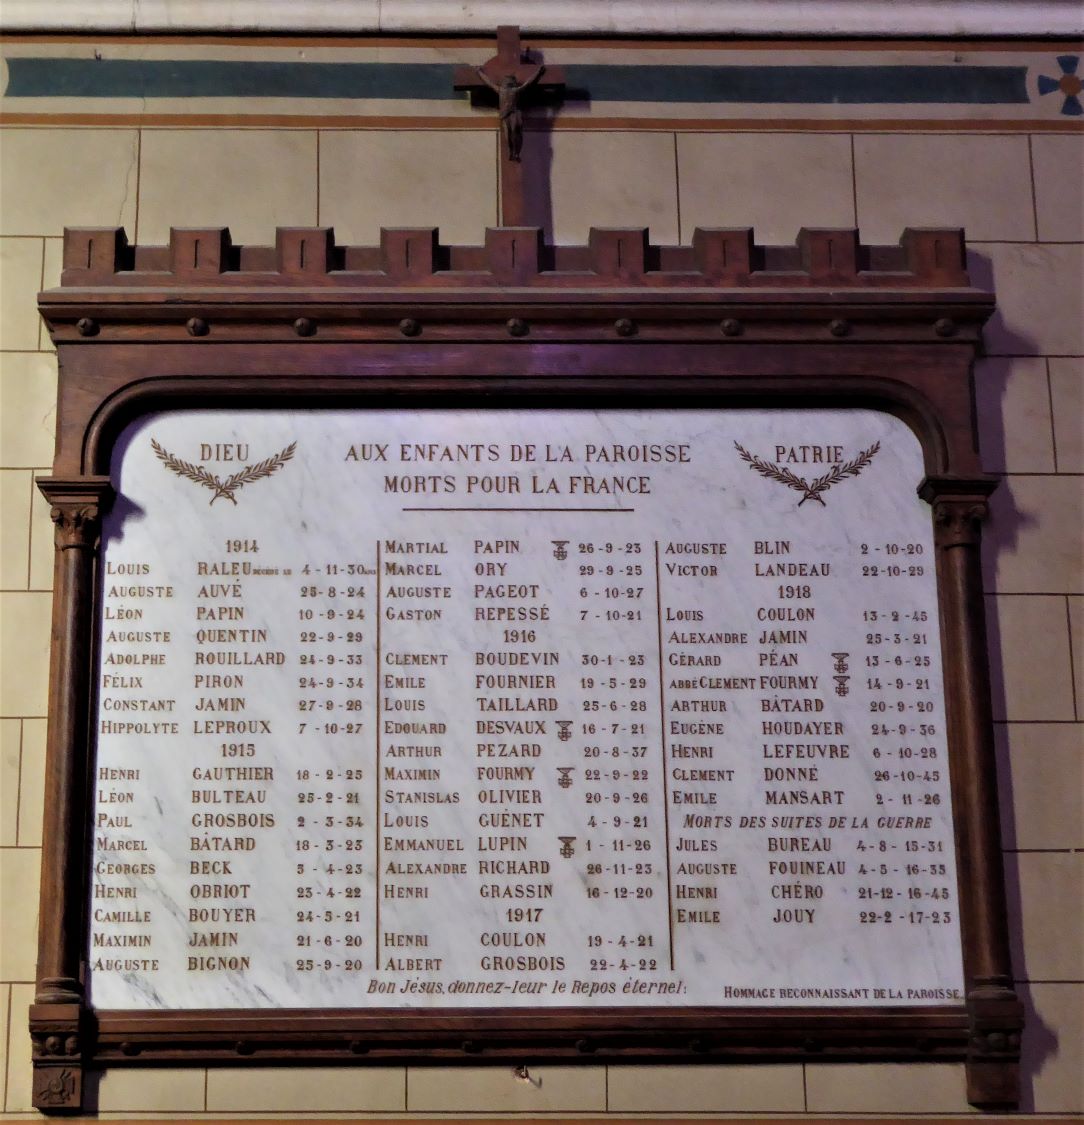 DIEU
AUX ENFANTS DE LA PAROISSE
MORTS POUR LA FRANCE
PATRIE
1914
LOUIS RALEU DÉCÉDÉ LE 4-11-30 ANS
AUGUSTE AUVÉ 25-8-24
LÉON PAPIN 10-9-24
AUGUSTE QUENTIN 22-9-29
ADOLPHE ROUILLARD 24-9-33
FÉLIX PIRON 24-9-34
CONSTANT JAMIN 27-9-28
HIPPOLYTE LEPROUX 7-10-27
1915
HENRI GAUTHIER 18-2-25
LÉON BULTEAU 25-2-21
PAUL GROSBOIS 2-3-34
MARCEL BÂTARD 18-3-23
GEORGES BECK 3-4-23
HENRI OBRIOT 23-4-22
CAMILLE BOUYER 24-5-21
MAXIMIN JAMIN 21-6-20
AUGUSTE BIGNON 25-9-20
MARTIAL PAPIN 26-9-23
MARCEL ORY 29-9-25
AUGUSTE PAGEOT 6-10-27
GASTON REPESSÉ 7-10-21
1916
CLEMENT BOUDEVIN 30-1-23
EMILE FOURNIER 19-5-29
LOUIS TAILLARD 25-6-28
EDOUARD DESVAUX 16-7-21
ARTHUR PEZARD 20-8-37
MAXIMIN FOURMY 22-9-22
STANISLAS OLIVIER 20-9-26
LOUIS GUÉNET 4-9-21
EMMANUEL LUPIN 1-11-26
ALEXANDRE RICHARD 26-11-23
HENRI GRASSIN 16-12-20
1917
HENRI COULON 19-4-21
ALBERT GROSBOIS 22-4-22
AUGUSTE BLIN 2-10-20
VICTOR LANDEAU 22-10-29
1918
LOUIS COULON 13-2-45
ALEXANDRE JAMIN 25-3-21
GÉRARD PÉAN 13-6-25
ABBÉ CLEMENT FOURMY 14-9-21
ARTHUR BÂTARD 20-9-20
EUGÈNE HOUDAYER 24-9-36
HENRI LEFEUVRE 6-10-28
CLEMENT DONNÉ 26-10-45
EMILE MANSART 2-11-26
MORTS DES SUITES DE LA GUERRE
JULES BUREAU 4-8-15-31
AUGUSTE FOUINEAU 4-5-16-33
HENRI CHÉRO 21-12-16-45
EMILE JOUY 22-2-17-23
Bon Jésus, donnez-leur le Repos éternel!
HOMMAGE RECONNAISSANT DE LA PAROISSE